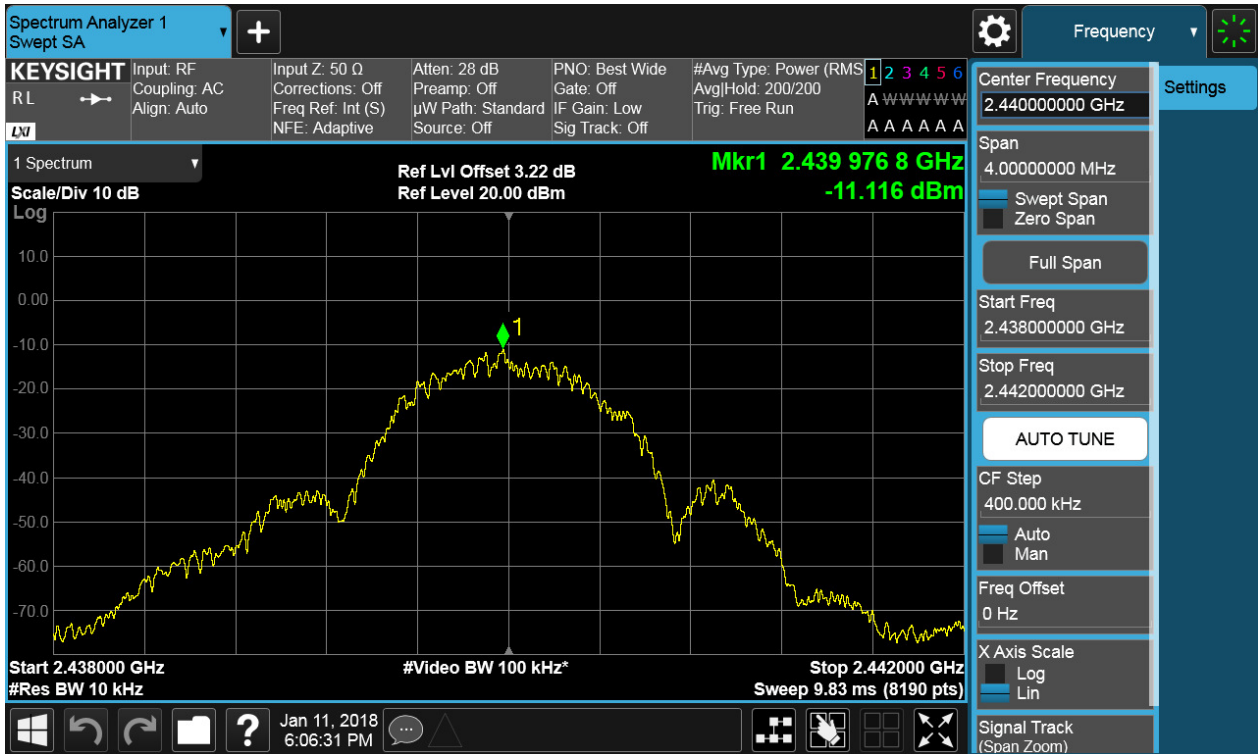 Spectrum Analyzer 1
Swept SA
+
Frequency
KEYSIGHT
R L
LXI
Input: RF
Coupling: AC
Align: Auto
Input Z: 50 Ω
Corrections: Off
Freq Ref: Int (S)
NFE: Adaptive
Atten: 28 dB
Preamp: Off
µW Path: Standard
Source: Off
PNO: Best Wide
Gate: Off
IF Gain: Low
Sig Track: Off
#Avg Type: Power (RMS
Avg|Hold: 200/200
Trig: Free Run
1 2 3 4 5 6
A W W W W W
A A A A A A
1 Spectrum
Scale/Div 10 dB
Log
Ref Lvl Offset 3.22 dB
Ref Level 20.00 dBm
Mkr1 2.439 976 8 GHz
-11.116 dBm
10.0
0.00
-10.0
-20.0
-30.0
-40.0
-50.0
-60.0
-70.0
1
Start 2.438000 GHz
#Res BW 10 kHz
#Video BW 100 kHz*
Stop 2.442000 GHz
Sweep 9.83 ms (8190 pts)
Center Frequency
2.440000000 GHz
Settings
Span
4.00000000 MHz
Swept Span
Zero Span
Full Span
Start Freq
2.438000000 GHz
Stop Freq
2.442000000 GHz
AUTO TUNE
CF Step
400.000 kHz
Auto
Man
Freq Offset
0 Hz
X Axis Scale
Log
Lin
Signal Track
(Span Zoom)
?
Jan 11, 2018
6:06:31 PM